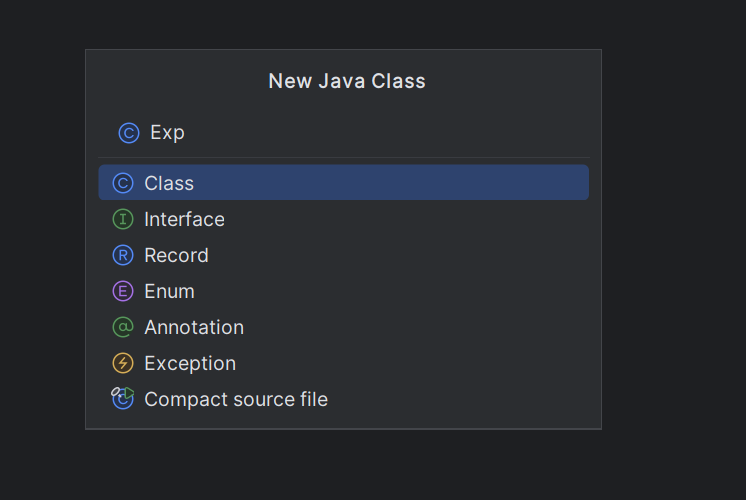 New Java Class
Exp
Class
Interface
Record
Enum
Annotation
Exception
Compact source file